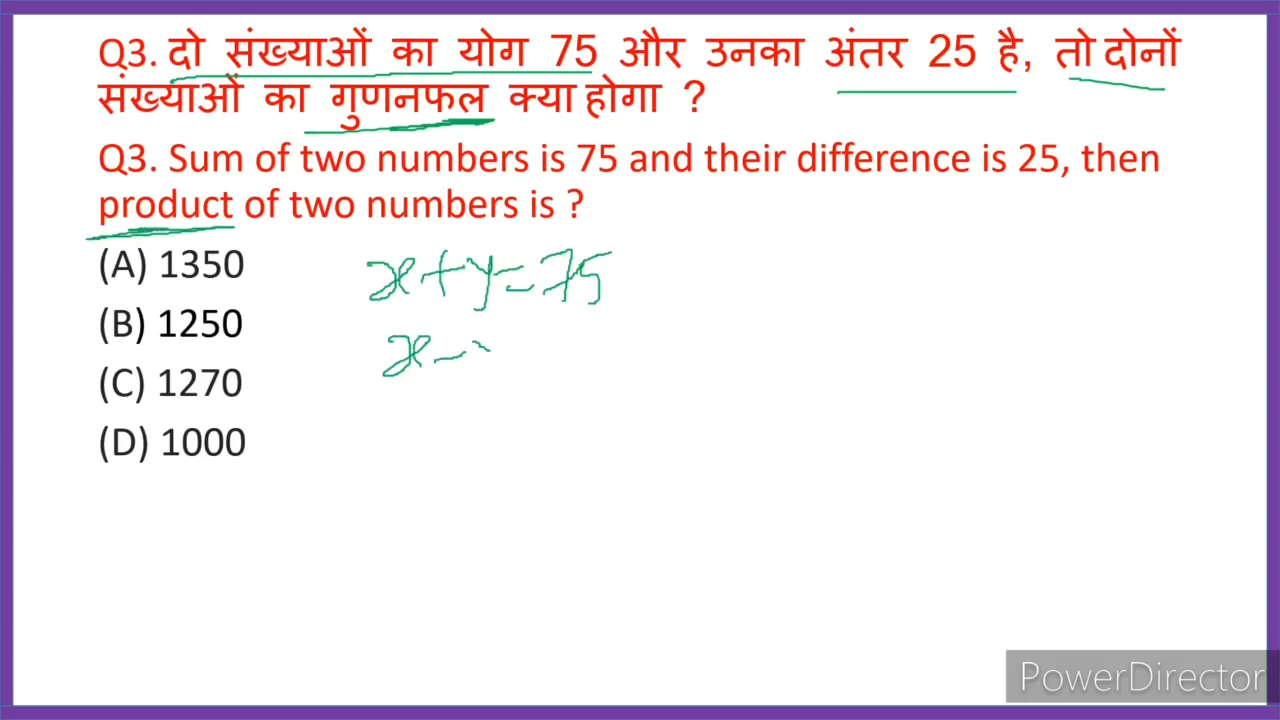 Q3. दो संख्याओं का योग 75 और उनका अंतर 25 है, तो दोनों
संख्याओं का गुणनफल क्या होगा ?
Q3. Sum of two numbers is 75 and their difference is 25, then
product of two numbers is ?
(A) 1350
x+y=75
(B) 1250
x-
(C) 1270
(D) 1000
PowerDirector